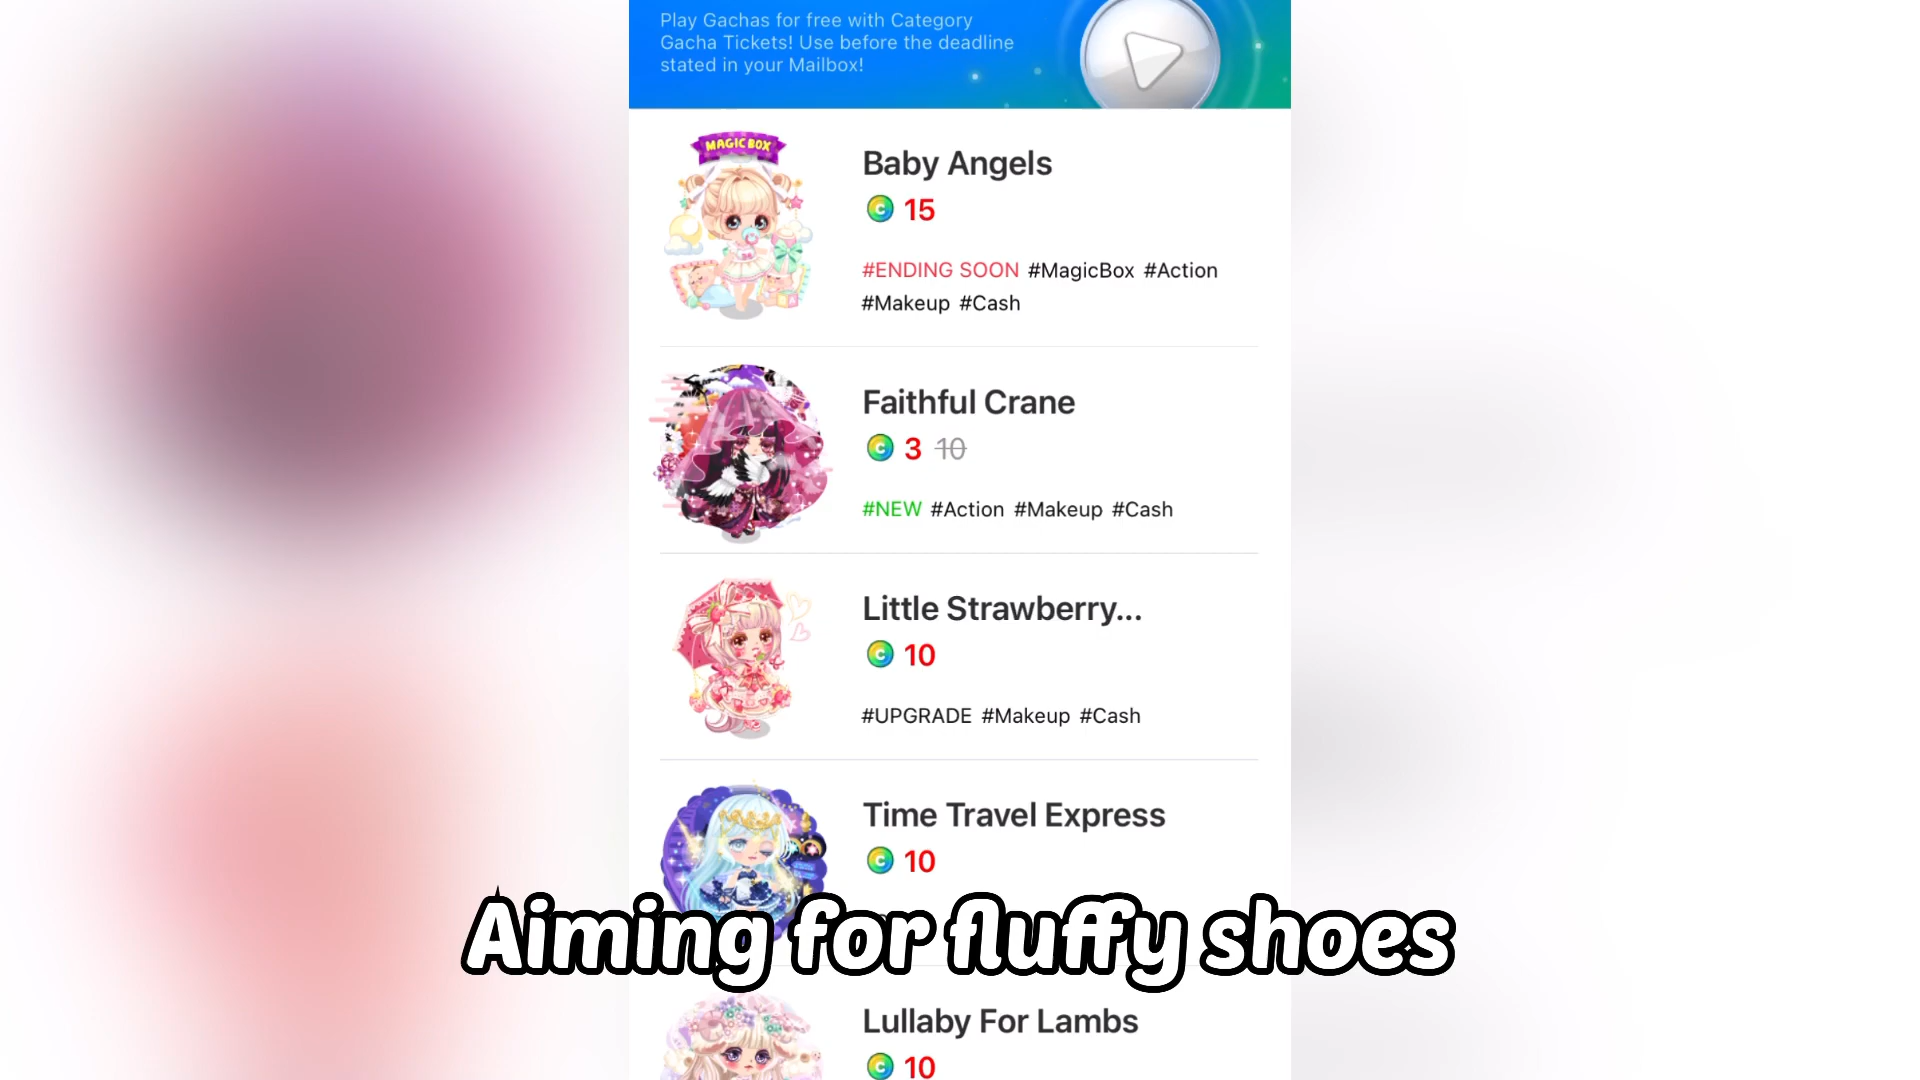 Play Gachas for free with Category
Gacha Tickets! Use before the deadline
stated in your Mailbox!
MAGIC BOX
Baby Angels
C 15
#ENDING SOON #MagicBox #Action
#Makeup #Cash
Faithful Crane
C 3 10
#NEW #Action #Makeup #Cash
Little Strawberry...
C 10
#UPGRADE #Makeup #Cash
Time Travel Express
C 10
Aiming for fluffy shoes
Lullaby For Lambs
C 10